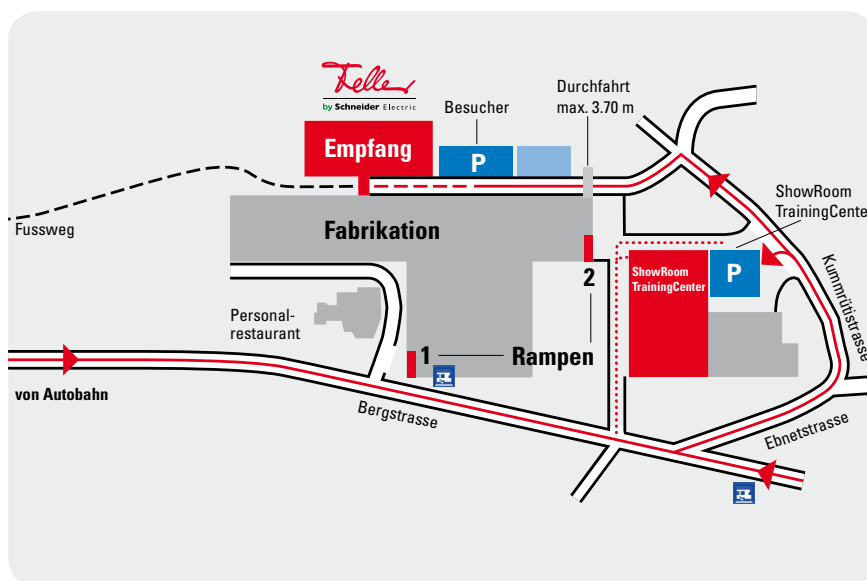 Feller
by Schneider Electric
Besucher
Durchfahrt
max. 3.70 m
Empfang
P
ShowRoom
TrainingCenter
Fussweg
Fabrikation
2
ShowRoom
TrainingCenter
P
Kummrütistrasse
Personal-
restaurant
1
Rampen
von Autobahn
Bergstrasse
Ebnetstrasse